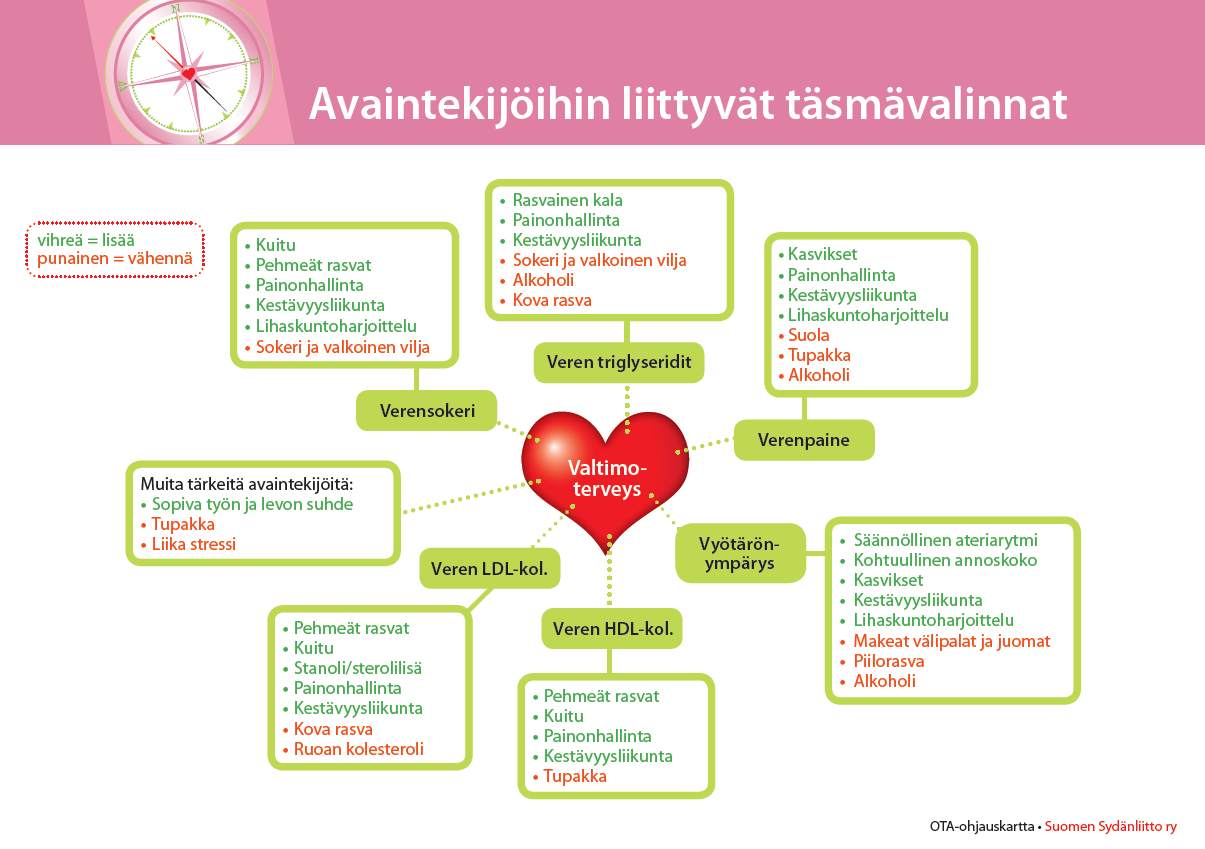 N
E
S
W
Avaintekijöihin liittyvät täsmävalinnat
vihreä = lisää
punainen = vähennä
• Kuitu
• Pehmeät rasvat
• Painonhallinta
• Kestävyysliikunta
• Lihaskuntoharjoittelu
• Sokeri ja valkoinen vilja
Verensokeri
• Rasvainen kala
• Painonhallinta
• Kestävyysliikunta
• Sokeri ja valkoinen vilja
• Alkoholi
• Kova rasva
Veren triglyseridit
• Kasvikset
• Painonhallinta
• Kestävyysliikunta
• Lihaskuntoharjoittelu
• Suola
• Tupakka
• Alkoholi
Verenpaine
Valtimo-
terveys
Muita tärkeitä avaintekijöitä:
• Sopiva työn ja levon suhde
• Tupakka
• Liika stressi
Veren LDL-kol.
• Pehmeät rasvat
• Kuitu
• Stanoli/sterolilisä
• Painonhallinta
• Kestävyysliikunta
• Kova rasva
• Ruoan kolesteroli
Veren HDL-kol.
• Pehmeät rasvat
• Kuitu
• Painonhallinta
• Kestävyysliikunta
• Tupakka
Vyötärön-
ympärys
• Säännöllinen ateriarytmi
• Kohtuullinen annoskoko
• Kasvikset
• Kestävyysliikunta
• Lihaskuntoharjoittelu
• Makeat välipalat ja juomat
• Piilorasva
• Alkoholi
OTA-ohjauskartta • Suomen Sydänliitto ry